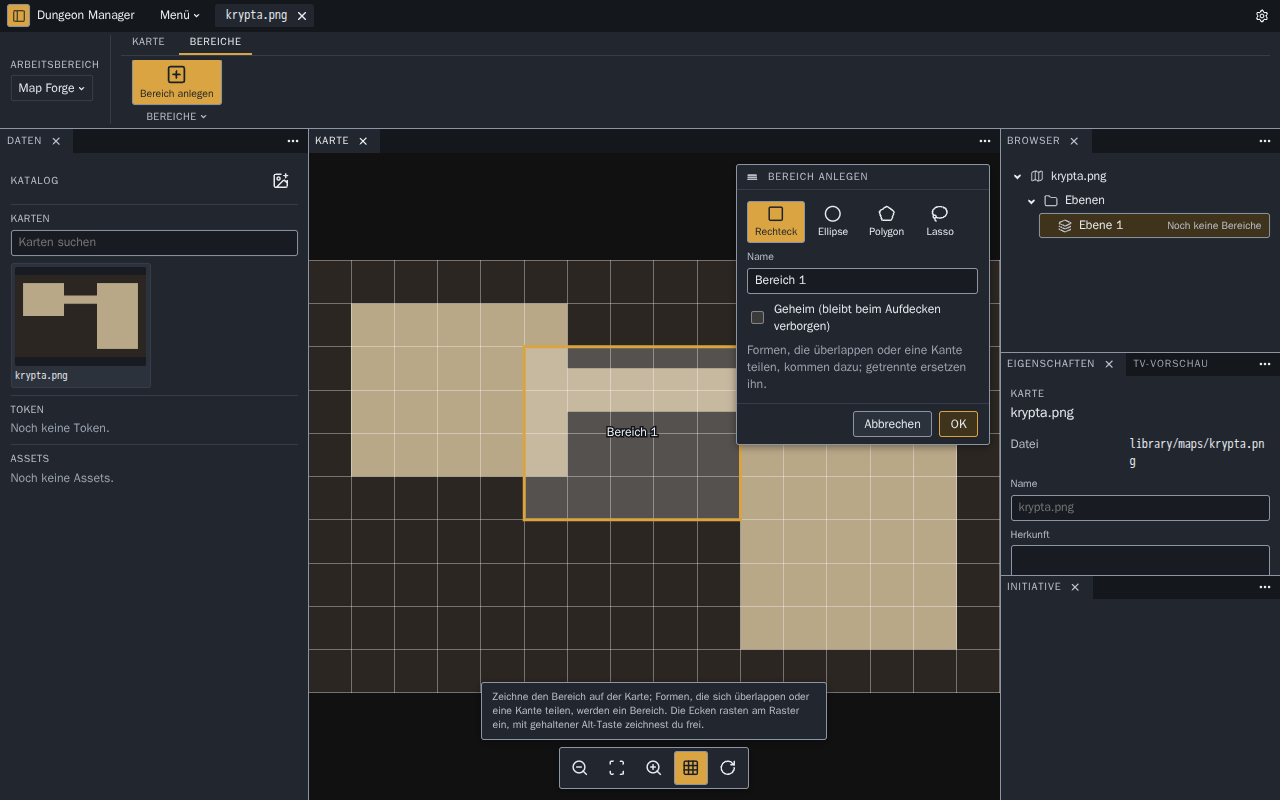 Dungeon Manager
Menü
krypta.png
KARTE
BEREICHE
ARBEITSBEREICH
Map Forge
Bereich anlegen
BEREICHE
DATEN
KATALOG
KARTEN
Karten suchen
krypta.png
TOKEN
Noch keine Token.
ASSETS
Noch keine Assets.
KARTE
Bereich 1
BEREICH ANLEGEN
Rechteck
Ellipse
Polygon
Lasso
Name
Bereich 1
Geheim (bleibt beim Aufdecken
verborgen)
Formen, die überlappen oder eine Kante
teilen, kommen dazu; getrennte ersetzen
ihn.
Abbrechen
OK
Zeichne den Bereich auf der Karte; Formen, die sich überlappen oder
eine Kante teilen, werden ein Bereich. Die Ecken rasten am Raster
ein, mit gehaltener Alt-Taste zeichnest du frei.
BROWSER
krypta.png
Ebenen
Ebene 1
Noch keine Bereiche
EIGENSCHAFTEN
TV-VORSCHAU
KARTE
krypta.png
Datei
library/maps/krypta.pn
g
Name
krypta.png
Herkunft
INITIATIVE